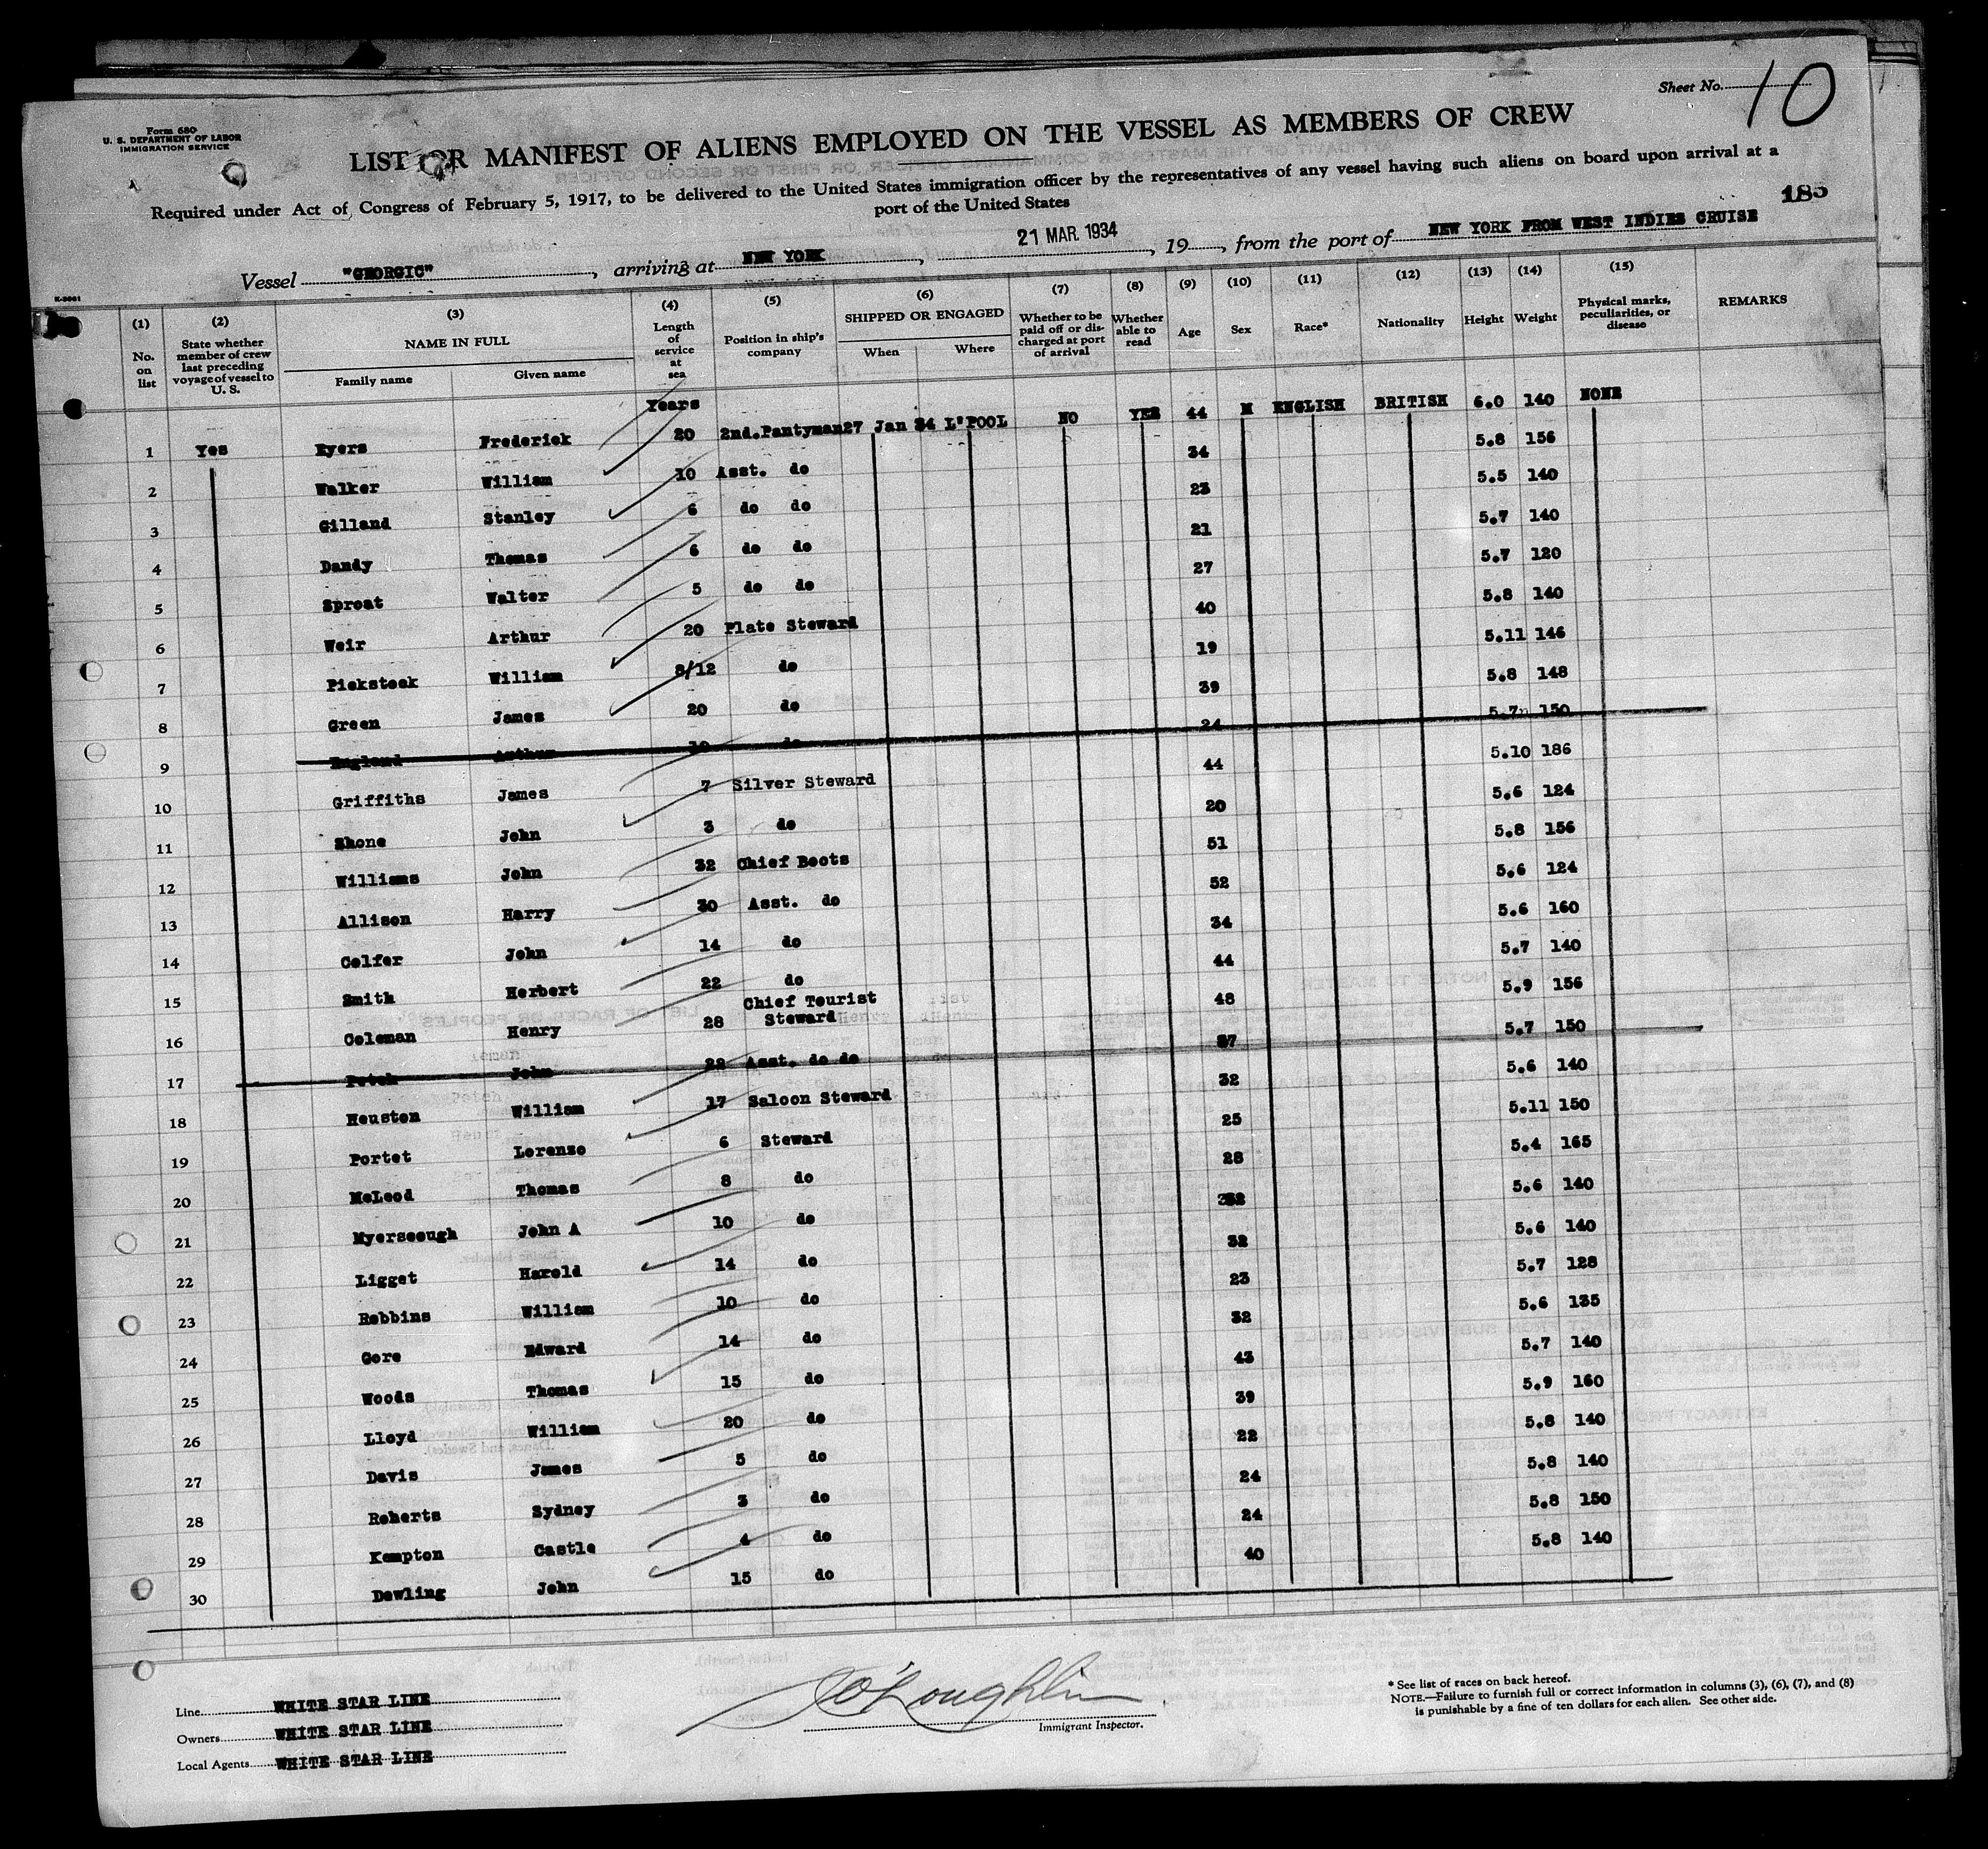 Sheet No. 10
Form 680
U. S. DEPARTMENT OF LABOR
IMMIGRATION SERVICE
LIST OR MANIFEST OF ALIENS EMPLOYED ON THE VESSEL AS MEMBERS OF CREW
Required under Act of Congress of February 5, 1917, to be delivered to the United States immigration officer by the representatives of any vessel having such aliens on board upon arrival at a
port of the United States
185
Vessel "GEORGIC", arriving at NEW YORK, 21 MAR. 1934, 19, from the port of NEW YORK FROM WEST INDIES CRUISE
(1) (2) (3) (4) (5) (6) (7) (8) (9) (10) (11) (12) (13) (14) (15)
No. on list State whether member of crew last preceding voyage of vessel to U. S. NAME IN FULL Family name Given name Length of service at sea Position in ship's company SHIPPED OR ENGAGED When Where Whether to be paid off or discharged at port of arrival Whether able to read Age Sex Race* Nationality Height Weight Physical marks, peculiarities, or disease REMARKS
Years
1 Yes Eyers Frederick 20 2nd.Pantyman 27 Jan 34 L'POOL NO YES 44 M ENGLISH BRITISH 6.0 140 NONE
2 Walker William 10 Asst. do 34 5.8 156
3 Gilland Stanley 6 do do 23 5.5 140
4 Dandy Thomas 6 do do 21 5.7 140
5 Sproat Walter 5 do do 27 5.7 120
6 Weir Arthur 20 Plate Steward 40 5.8 140
7 Pickstock William 8/12 do 19 5.11 146
8 Green James 20 do 39 5.8 148
9 England Arthur 10 do 24 5.7 150
10 Griffiths James 7 Silver Steward 44 5.10 186
11 Shone John 3 do 20 5.6 124
12 Williams John 32 Chief Boots 51 5.8 156
13 Allison Harry 30 Asst. do 52 5.6 124
14 Colfer John 14 do 34 5.6 160
15 Smith Herbert 22 do 44 5.7 140
16 Coleman Henry 28 Chief Tourist Steward 48 5.9 156
17 Petch John 22 Asst. do do 37 5.7 150
18 Heuston William 17 Saloon Steward 32 5.6 140
19 Portet Lorenzo 6 Steward 25 5.11 150
20 McLeod Thomas 8 do 28 5.4 165
21 Myerscough John A 10 do 5.6 140
22 Ligget Harold 14 do 32 5.6 140
23 Robbins William 10 do 23 5.7 128
24 Gore Edward 14 do 32 5.6 135
25 Woods Thomas 15 do 43 5.7 140
26 Lloyd William 20 do 39 5.9 160
27 Davis James 5 do 22 5.8 140
28 Roberts Sydney 3 do 24 5.8 140
29 Kempton Castle 4 do 24 5.8 150
30 Dowling John 15 do 40 5.8 140
Line WHITE STAR LINE
Owners WHITE STAR LINE
Local Agents WHITE STAR LINE
O'Loughlin
Immigrant Inspector.
* See list of races on back hereof.
NOTE.—Failure to furnish full or correct information in columns (3), (6), (7), and (8)
is punishable by a fine of ten dollars for each alien. See other side.